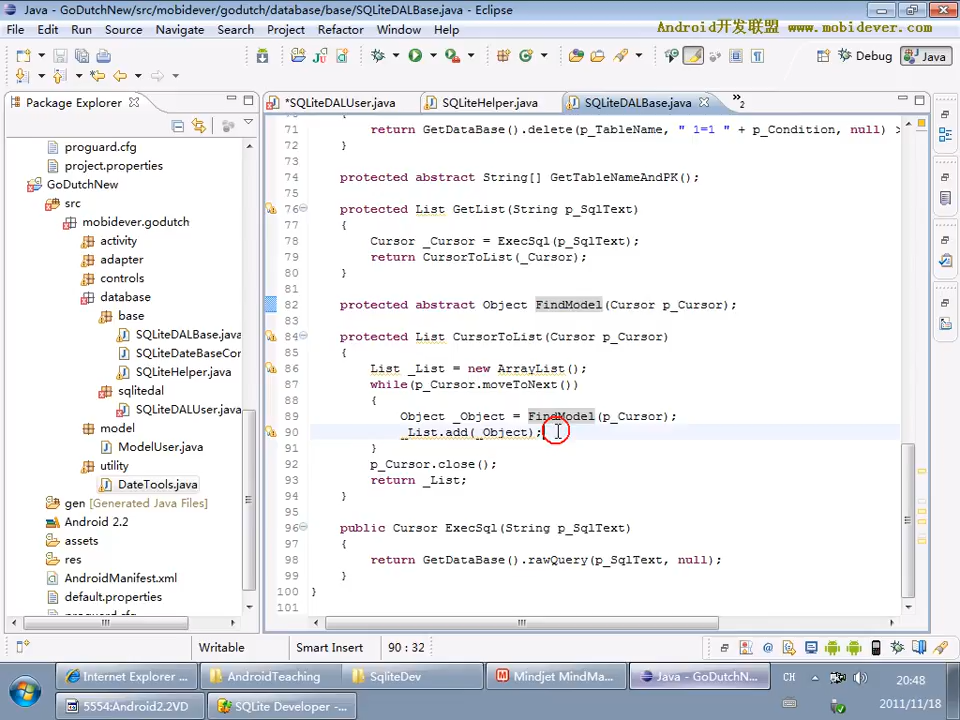 Java - GoDutchNew/src/mobidever/godutch/database/base/SQLiteDALBase.java - Eclipse
File Edit Run Source Navigate Search Project Refactor Window Help
Android开发联盟 www.mobidever.com
Debug Java
Package Explorer
*SQLiteDALUser.java SQLiteHelper.java SQLiteDALBase.java »2
proguard.cfg
project.properties
GoDutchNew
src
mobidever.godutch
activity
adapter
controls
database
base
SQLiteDALBase.java
SQLiteDateBaseCor
SQLiteHelper.java
sqlitedal
SQLiteDALUser.java
model
ModelUser.java
utility
DateTools.java
gen [Generated Java Files]
Android 2.2
assets
res
AndroidManifest.xml
default.properties
71 return GetDataBase().delete(p_TableName, " 1=1 " + p_Condition, null) >
72 }
73
74 protected abstract String[] GetTableNameAndPK();
75
76 protected List GetList(String p_SqlText)
77 {
78 Cursor _Cursor = ExecSql(p_SqlText);
79 return CursorToList(_Cursor);
80 }
81
82 protected abstract Object FindModel(Cursor p_Cursor);
83
84 protected List CursorToList(Cursor p_Cursor)
85 {
86 List _List = new ArrayList();
87 while(p_Cursor.moveToNext())
88 {
89 Object _Object = FindModel(p_Cursor);
90 _List.add(_Object);
91 }
92 p_Cursor.close();
93 return _List;
94 }
95
96 public Cursor ExecSql(String p_SqlText)
97 {
98 return GetDataBase().rawQuery(p_SqlText, null);
99 }
100 }
101
Writable Smart Insert 90 : 32
Internet Explorer ... AndroidTeaching SqliteDev Mindjet MindMa... Java - GoDutchN... CH 20:48
5554:Android2.2VD SQLite Developer - ... 2011/11/18